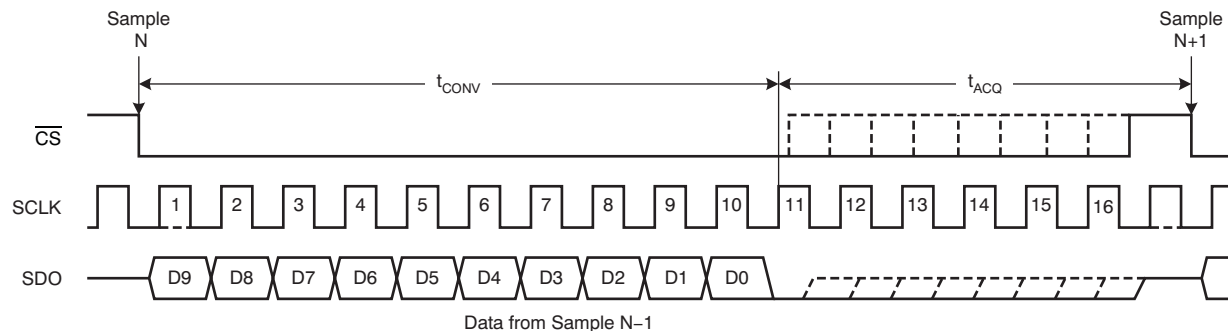 Sample
N
Sample
N+1
tCONV
tACQ
CS
SCLK
1 2 3 4 5 6 7 8 9 10 11 12 13 14 15 16
SDO
D9 D8 D7 D6 D5 D4 D3 D2 D1 D0
Data from Sample N−1